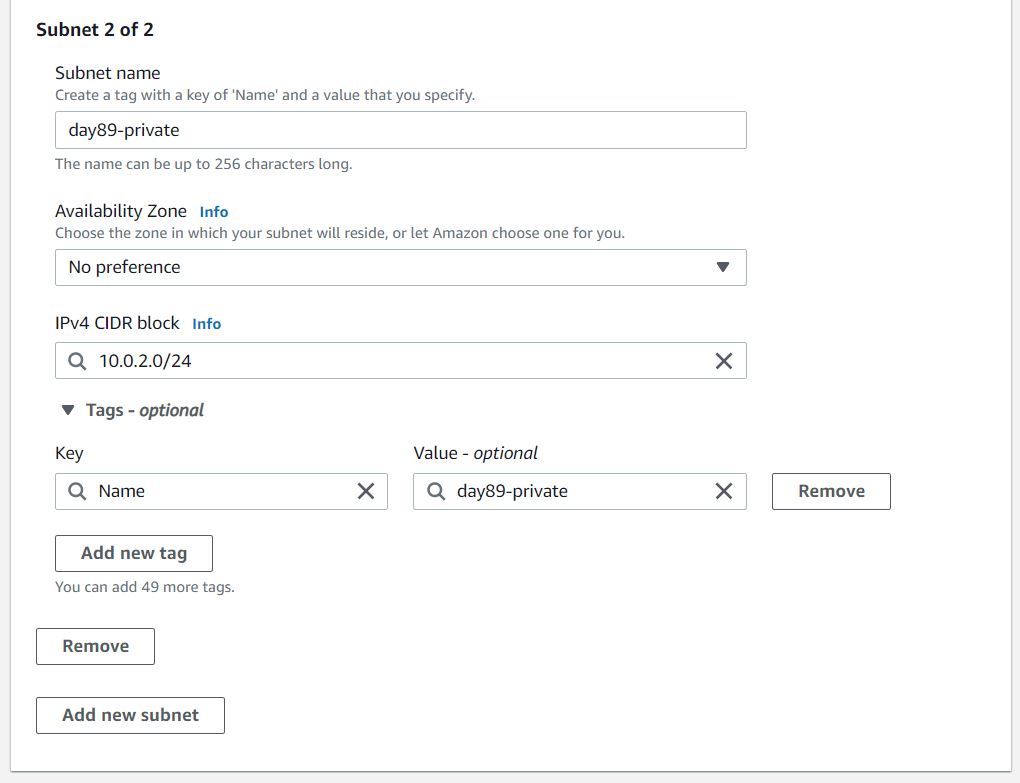 Subnet 2 of 2
Subnet name
Create a tag with a key of 'Name' and a value that you specify.
day89-private
The name can be up to 256 characters long.
Availability Zone Info
Choose the zone in which your subnet will reside, or let Amazon choose one for you.
No preference
IPv4 CIDR block Info
10.0.2.0/24
Tags - optional
Key Value - optional
Name day89-private Remove
Add new tag
You can add 49 more tags.
Remove
Add new subnet